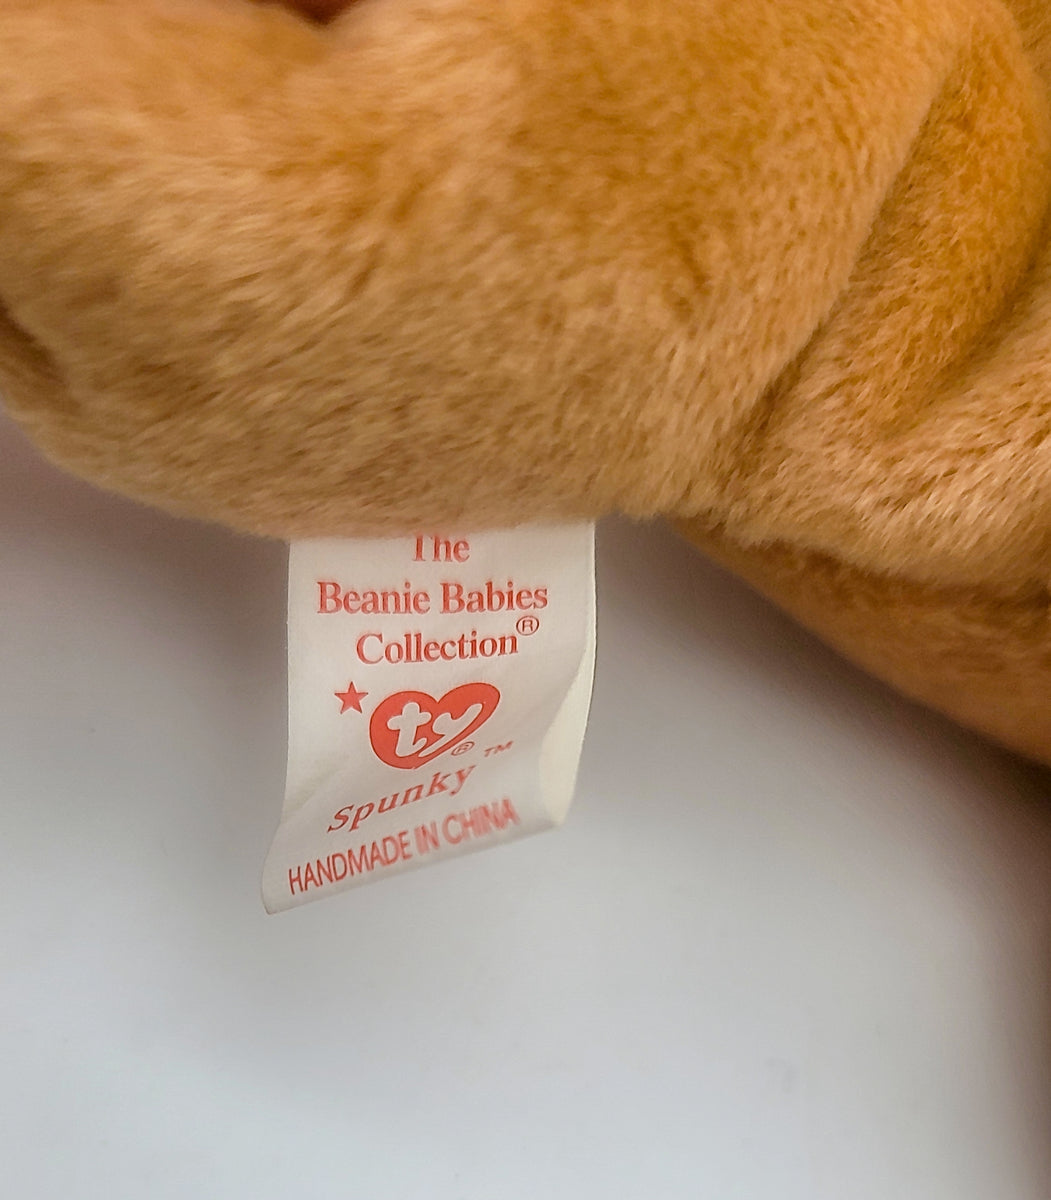 The
Beanie Babies
Collection®
★ ty®
Spunky™
HANDMADE IN CHINA